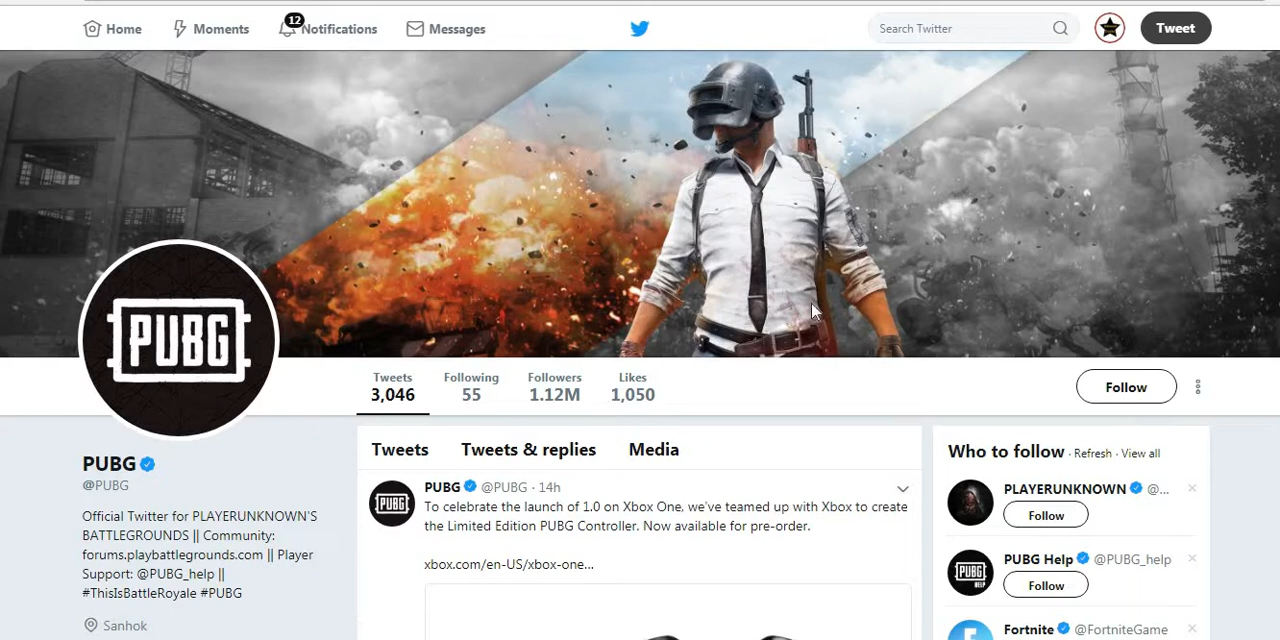 Home
Moments
12
Notifications
Messages
Search Twitter
Tweet
PUBG
Tweets
3,046
Following
55
Followers
1.12M
Likes
1,050
Follow
PUBG
@PUBG
Official Twitter for PLAYERUNKNOWN'S
BATTLEGROUNDS || Community:
forums.playbattlegrounds.com || Player
Support: @PUBG_help ||
#ThisIsBattleRoyale #PUBG
Sanhok
Tweets Tweets & replies Media
PUBG
PUBG @PUBG · 14h
To celebrate the launch of 1.0 on Xbox One, we've teamed up with Xbox to create
the Limited Edition PUBG Controller. Now available for pre-order.
xbox.com/en-US/xbox-one...
Who to follow · Refresh · View all
PLAYERUNKNOWN @...
Follow
PUBG
HELP
PUBG Help @PUBG_help
Follow
Fortnite @FortniteGame